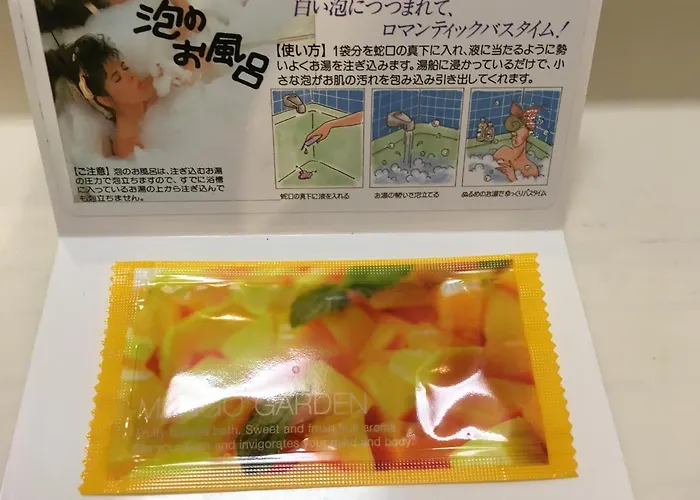 泡の
お風呂
白い泡につつまれて、
ロマンティックバスタイム!
【使い方】 1袋分を蛇口の真下に入れ、液に当たるように勢
いよくお湯を注ぎ込みます。湯船に浸かっているだけで、小
さな泡がお肌の汚れを包み込み引き出してくれます。
【ご注意】 泡のお風呂は、注ぎ込むお湯
の圧力で泡立ちますので、すでに浴槽
に入っているお湯の上から注ぎ込んで
も泡立ちません。
蛇口の真下に液を入れる
お湯の勢いで泡立てる
ぬるめのお湯でゆっくりバスタイム
MANGO GARDEN
bath. Sweet and fruit aroma
and invigorates your mind and body.